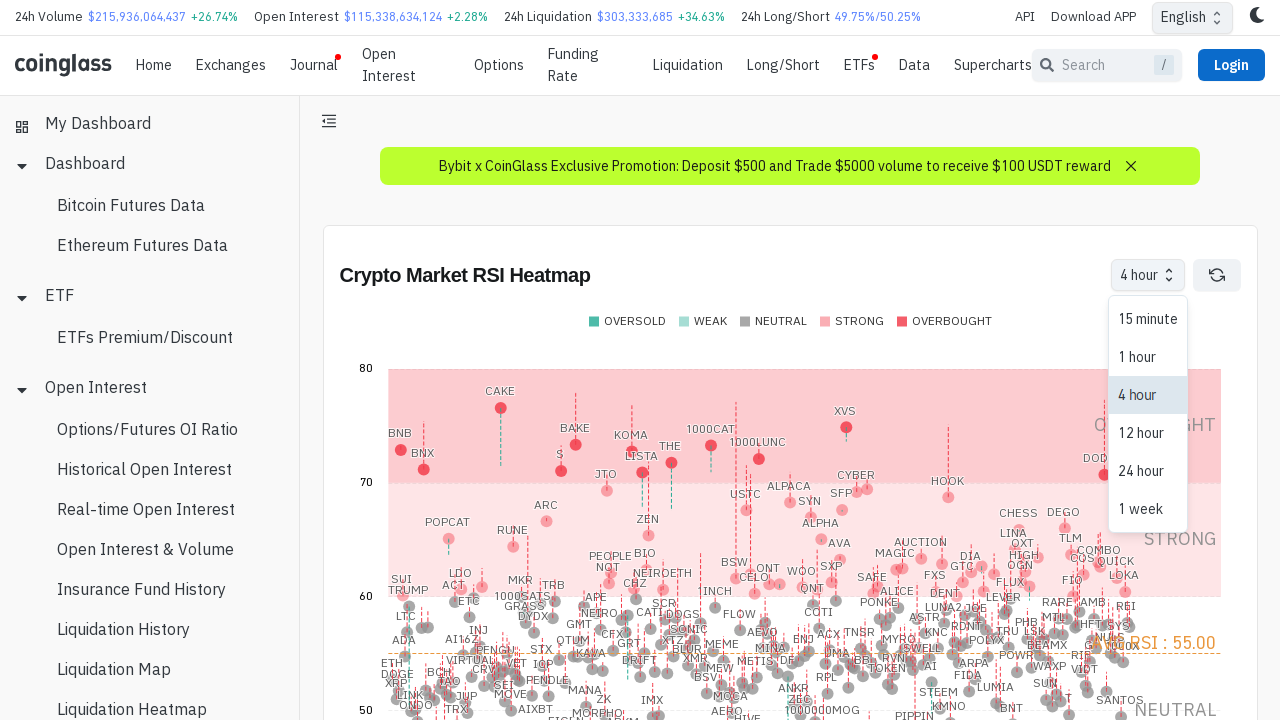 24h Volume $215,936,064,437 +26.74% Open Interest $115,338,634,124 +2.28% 24h Liquidation $303,333,685 +34.63% 24h Long/Short 49.75%/50.25% API Download APP English
coinglass Home Exchanges Journal Open Interest Options Funding Rate Liquidation Long/Short ETFs Data Supercharts Search / Login
My Dashboard
Dashboard
Bitcoin Futures Data
Ethereum Futures Data
ETF
ETFs Premium/Discount
Open Interest
Options/Futures OI Ratio
Historical Open Interest
Real-time Open Interest
Open Interest & Volume
Insurance Fund History
Liquidation History
Liquidation Map
Liquidation Heatmap
Bybit x CoinGlass Exclusive Promotion: Deposit $500 and Trade $5000 volume to receive $100 USDT reward
Crypto Market RSI Heatmap
4 hour
15 minute
1 hour
4 hour
12 hour
24 hour
1 week
OVERSOLD WEAK NEUTRAL STRONG OVERBOUGHT
80
CAKE
XVS
BNB BAKE KOMA 1000CAT
BNX S LISTA THE 1000LUNC
70
JTO CYBER HOOK
ARC USTC ALPACA SYN SFP
POPCAT RUNE ZEN ALPHA CHESS DEGO
STRONG
PEOPLE BIO AVA MAGIC AUCTION LINA TLM
NOT BSW ONT SXP DIA OXT COMBO
SUI LDO NEIROETH CELO WOO SAFE FXS GTC HIGH COS QUICK
TRUMP ACT MKR TRB CHZ 1INCH QNT ALICE DENT FLUX OGN FIO LOKA
60
ETC 1000SATS APE SCR PONKE LUNA2 JOE LEVER RARE AMB REI
LTC GRASS NEIRO CATI DOGS FLOW COTI ASTR
DYDX GMT SONIC AEVO ACX TNSR KNC RDNT TRU PHB MTL HFT SYS
ADA AI16Z INJ QTUM CFX GRT XTZ MEME MINA ENJ MYRO POLYX LSK NULS
RSI : 55.00
PENGU STX KAVA BLUR SWELL BEAMX
ETH VIRTUAL VET ICP DRIFT XMR METIS UMA BB RVN AI ARPA POWR RIF
DOGE BCH CRV MEW TOKEN FIDA WAXP VIDT
XRP TAO SEI PENDLE BSV RPL SUN
LINK JUP MOVE MANA MOCA ANKR STEEM LUMIA SANTOS
ONDO TRX AIXBT ZK IMX AERO ZEC KMNO BNT
NEUTRAL
50
MORPHO HIVE 1000000MOG PIPPIN